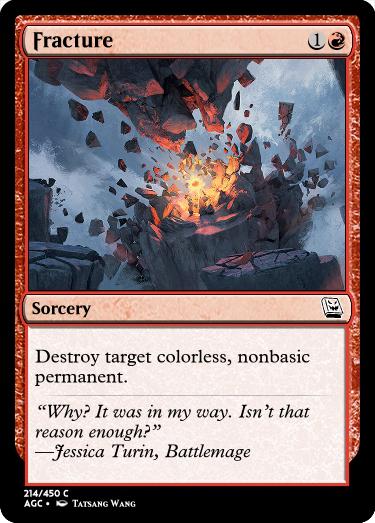 Fracture 1
Sorcery
Destroy target colorless, nonbasic
permanent.
“Why? It was in my way. Isn’t that
reason enough?”
—Jessica Turin, Battlemage
214/450 C
AGC • Tatsang Wang